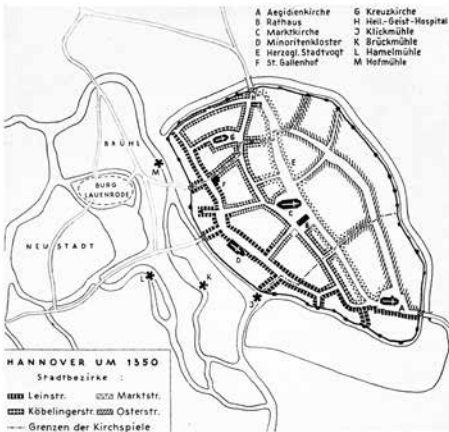 A Aegidienkirche
B Rathaus
C Marktkirche
D Minoritenkloster
E Herzogl. Stadtvogt
F St. Gallenhof
G Kreuzkirche
H Heil.-Geist-Hospital
J Klickmühle
K Brückmühle
L Hamelmühle
M Hofmühle
BRÜHL
M
BURG
LAUENRODE
NEUSTADT
H
G
E
F
C
D
L
K
J
A
HANNOVER UM 1350
Stadtbezirke :
Leinstr.
Marktstr.
Köbelingerstr.
Osterstr.
Grenzen der Kirchspiele